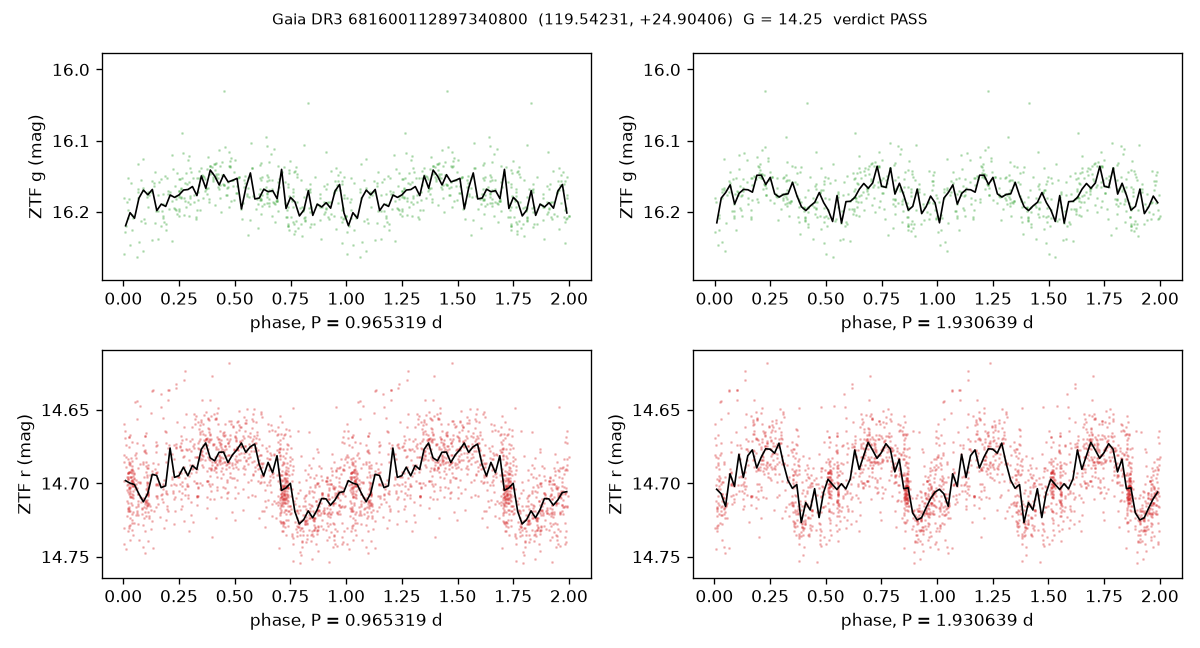 Gaia DR3 681600112897340800 (119.54231, +24.90406) G = 14.25 verdict PASS
ZTF g (mag)
16.0
16.1
16.2
0.00 0.25 0.50 0.75 1.00 1.25 1.50 1.75 2.00
phase, P = 0.965319 d
ZTF g (mag)
16.0
16.1
16.2
0.00 0.25 0.50 0.75 1.00 1.25 1.50 1.75 2.00
phase, P = 1.930639 d
ZTF r (mag)
14.65
14.70
14.75
0.00 0.25 0.50 0.75 1.00 1.25 1.50 1.75 2.00
phase, P = 0.965319 d
ZTF r (mag)
14.65
14.70
14.75
0.00 0.25 0.50 0.75 1.00 1.25 1.50 1.75 2.00
phase, P = 1.930639 d